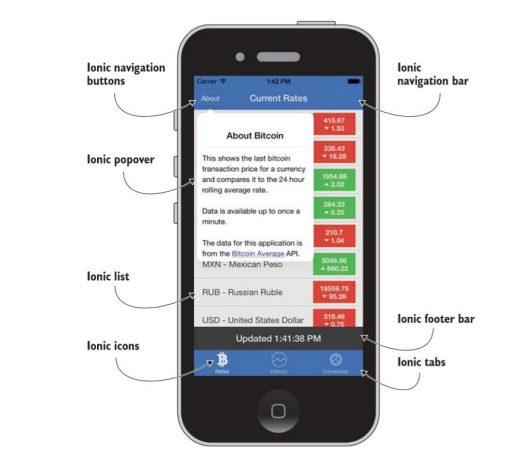 Ionic navigation
buttons
Ionic
navigation bar
Carrier 1:42 PM
About Current Rates
415.67
▼ 1.53
About Bitcoin
336.43
▼ 16.28
This shows the last bitcoin
transaction price for a currency
and compares it to the 24 hour
rolling average rate.
Ionic popover
1954.88
▲ 2.02
264.33
▲ 0.25
Data is available up to once a
minute.
210.7
▼ 1.04
The data for this application is
from the Bitcoin Average API.
MXN - Mexican Peso
5048.96
▲ 860.22
Ionic list
RUB - Russian Ruble
18559.75
▼ 95.26
USD - United States Dollar
316.46
▼ 0.75
Ionic footer bar
Updated 1:41:38 PM
Ionic icons
Ionic tabs
Rates History Currencies